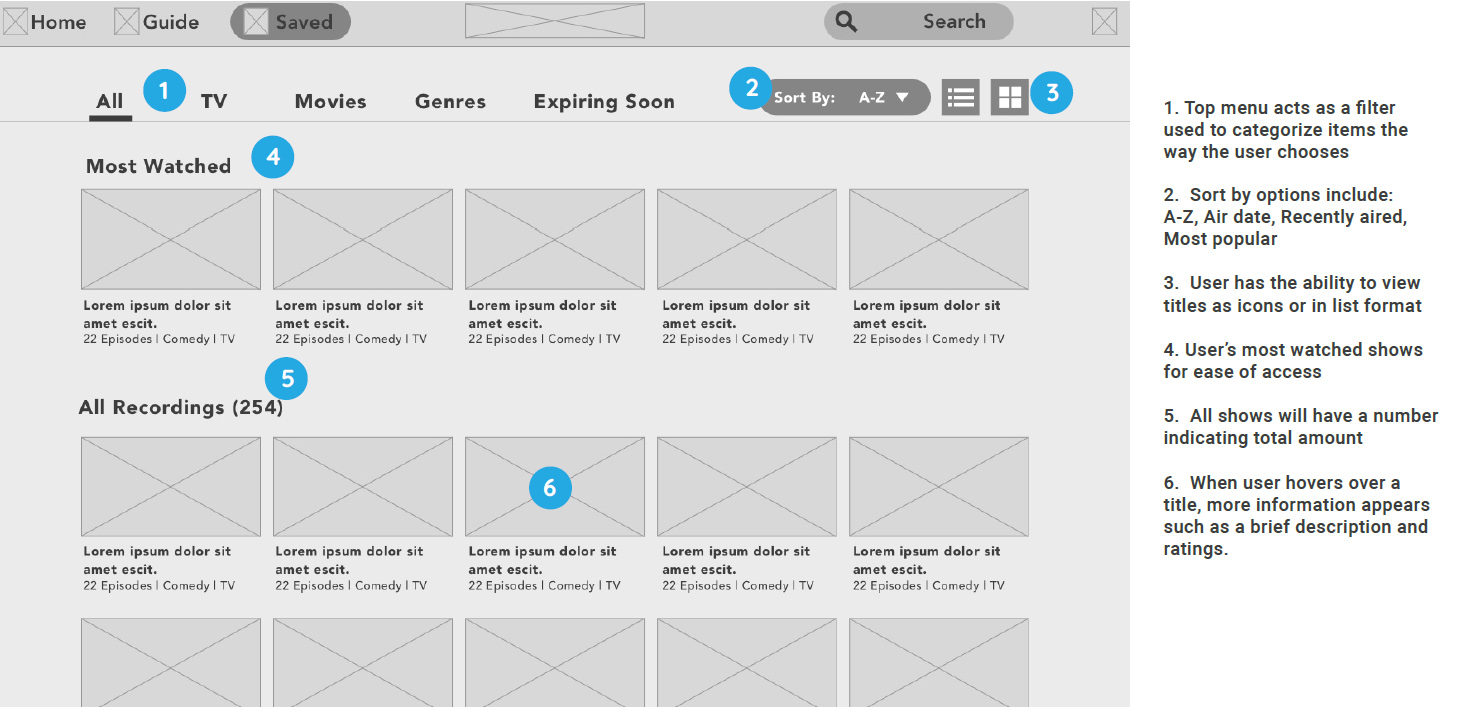 Home Guide Saved Search
All 1 TV Movies Genres Expiring Soon 2 Sort By: A-Z 3
Most Watched 4
Lorem ipsum dolor sit Lorem ipsum dolor sit Lorem ipsum dolor sit Lorem ipsum dolor sit Lorem ipsum dolor sit
amet escit. amet escit. amet escit. amet escit. amet escit.
22 Episodes | Comedy | TV 22 Episodes | Comedy | TV 22 Episodes | Comedy | TV 22 Episodes | Comedy | TV 22 Episodes | Comedy | TV
5
All Recordings (254)
6
Lorem ipsum dolor sit Lorem ipsum dolor sit Lorem ipsum dolor sit Lorem ipsum dolor sit Lorem ipsum dolor sit
amet escit. amet escit. amet escit. amet escit. amet escit.
22 Episodes | Comedy | TV 22 Episodes | Comedy | TV 22 Episodes | Comedy | TV 22 Episodes | Comedy | TV 22 Episodes | Comedy | TV
1. Top menu acts as a filter
used to categorize items the
way the user chooses
2. Sort by options include:
A-Z, Air date, Recently aired,
Most popular
3. User has the ability to view
titles as icons or in list format
4. User’s most watched shows
for ease of access
5. All shows will have a number
indicating total amount
6. When user hovers over a
title, more information appears
such as a brief description and
ratings.